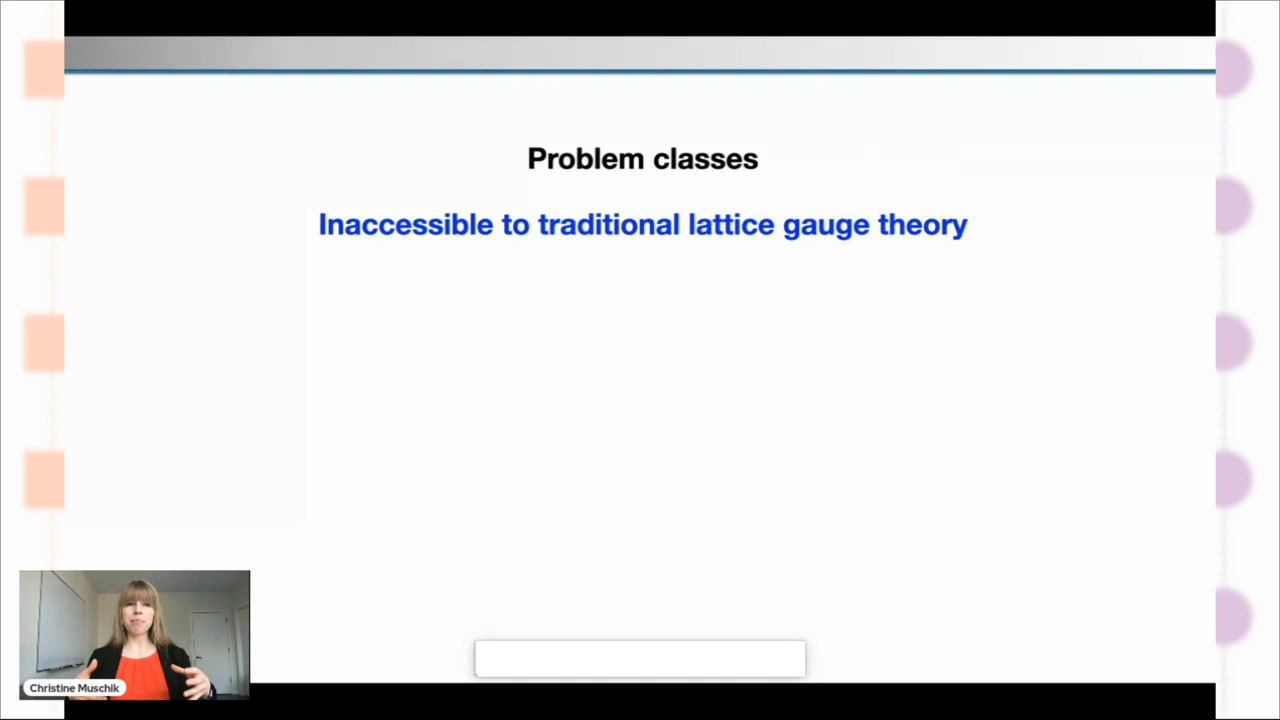 Problem classes
Inaccessible to traditional lattice gauge theory
Christine Muschik